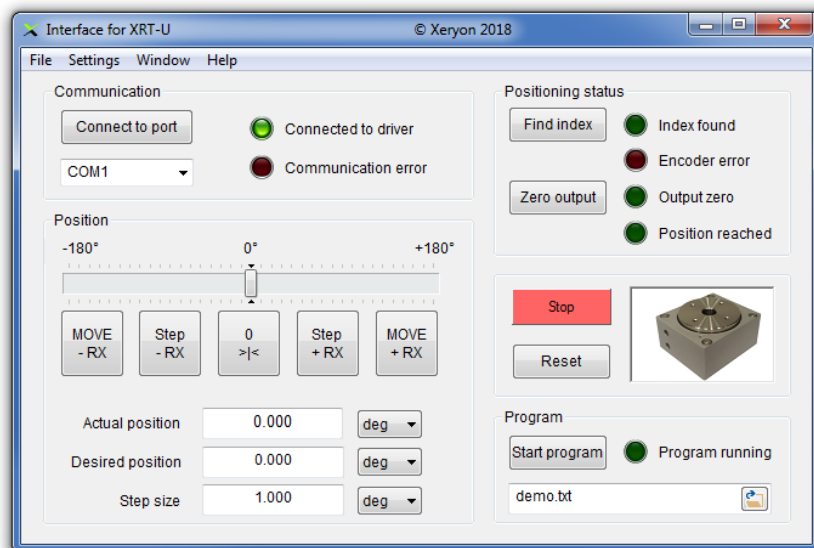 Interface for XRT-U © Xeryon 2018
File Settings Window Help
Communication
Connect to port
Connected to driver
COM1
Communication error
Position
-180° 0° +180°
MOVE
- RX
Step
- RX
0
>|<
Step
+ RX
MOVE
+ RX
Actual position 0.000 deg
Desired position 0.000 deg
Step size 1.000 deg
Positioning status
Find index
Index found
Encoder error
Zero output
Output zero
Position reached
Stop
Reset
Program
Start program
Program running
demo.txt